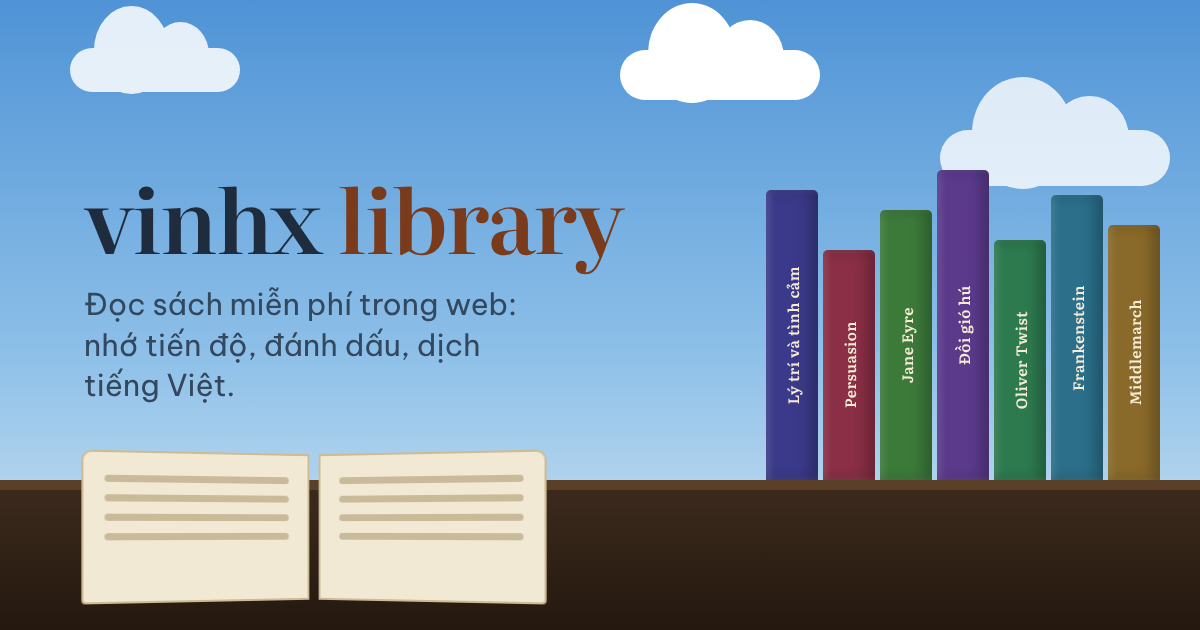 vinhx library
Đọc sách miễn phí trong web:
nhớ tiến độ, đánh dấu, dịch
tiếng Việt.
Lý trí và tình cảm
Persuasion
Jane Eyre
Đồi gió hú
Oliver Twist
Frankenstein
Middlemarch